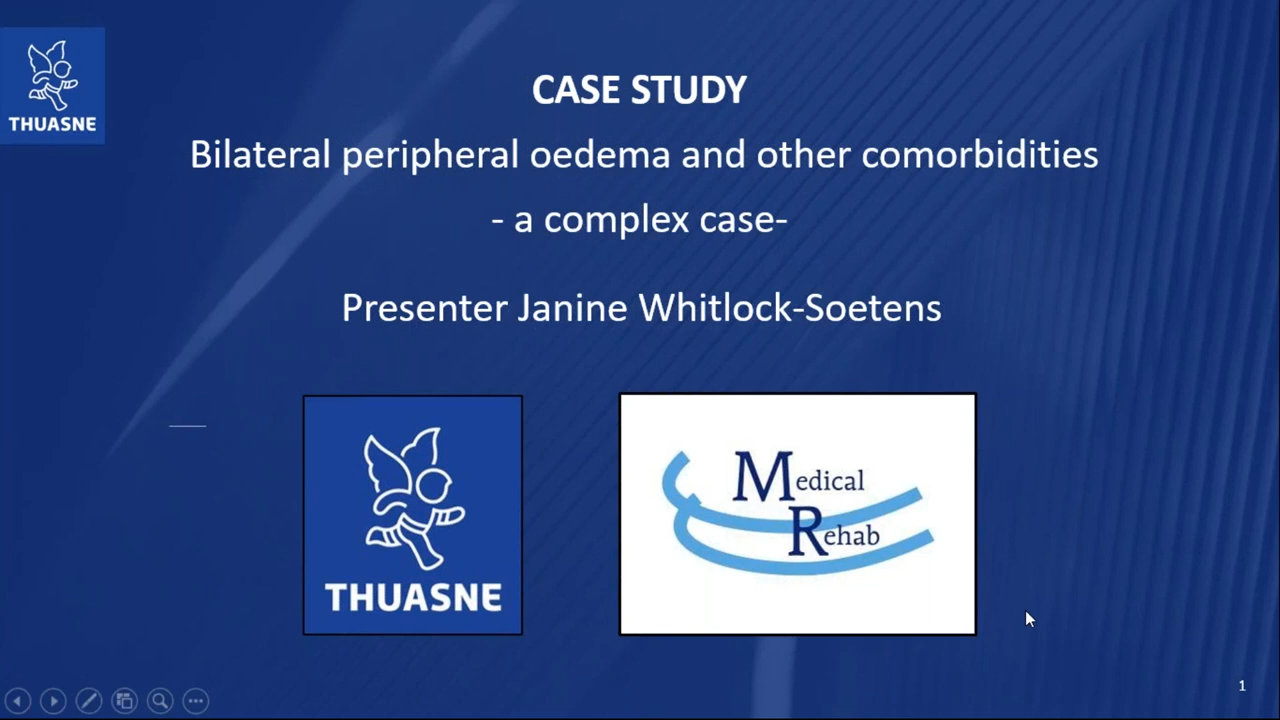 THUASNE
CASE STUDY
Bilateral peripheral oedema and other comorbidities
- a complex case-
Presenter Janine Whitlock-Soetens
THUASNE
Medical
Rehab
1